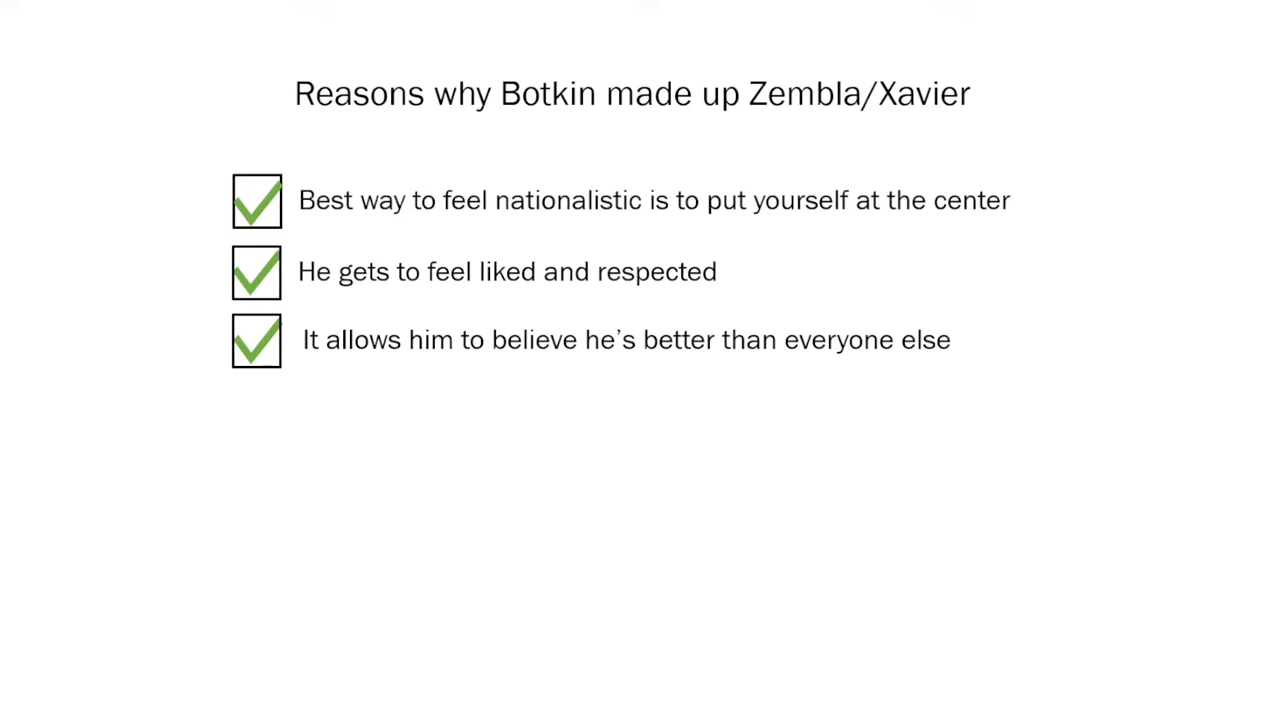 Reasons why Botkin made up Zembla/Xavier
Best way to feel nationalistic is to put yourself at the center
He gets to feel liked and respected
It allows him to believe he’s better than everyone else